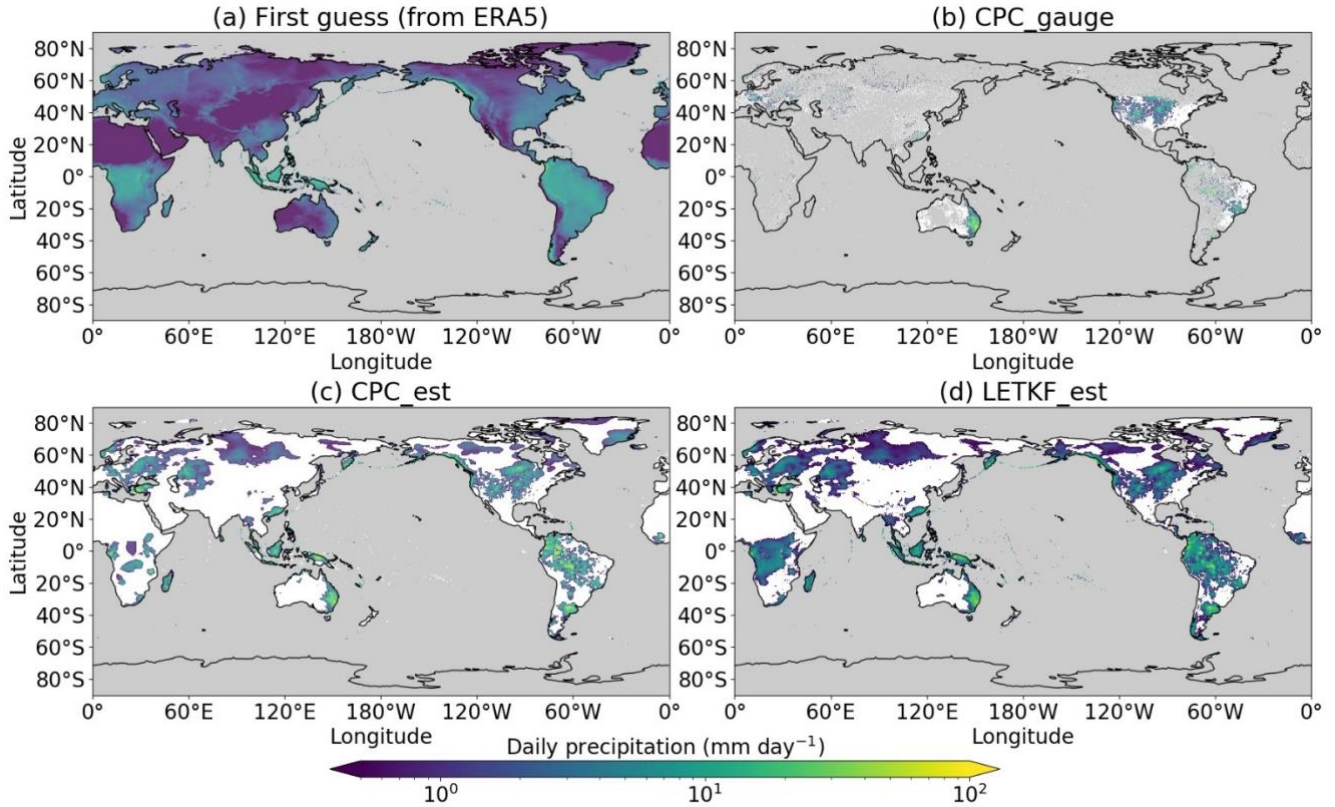 (a) First guess (from ERA5)
(b) CPC_gauge
80°N
60°N
40°N
20°N
0°
20°S
40°S
60°S
80°S
Latitude
0° 60°E 120°E 180° 120°W 60°W 0°
Longitude
80°N
60°N
40°N
20°N
0°
20°S
40°S
60°S
80°S
Latitude
0° 60°E 120°E 180° 120°W 60°W 0°
Longitude
(c) CPC_est
(d) LETKF_est
80°N
60°N
40°N
20°N
0°
20°S
40°S
60°S
80°S
Latitude
0° 60°E 120°E 180° 120°W 60°W 0°
Longitude
80°N
60°N
40°N
20°N
0°
20°S
40°S
60°S
80°S
Latitude
0° 60°E 120°E 180° 120°W 60°W 0°
Longitude
Daily precipitation (mm day⁻¹)
10⁰ 10¹ 10²